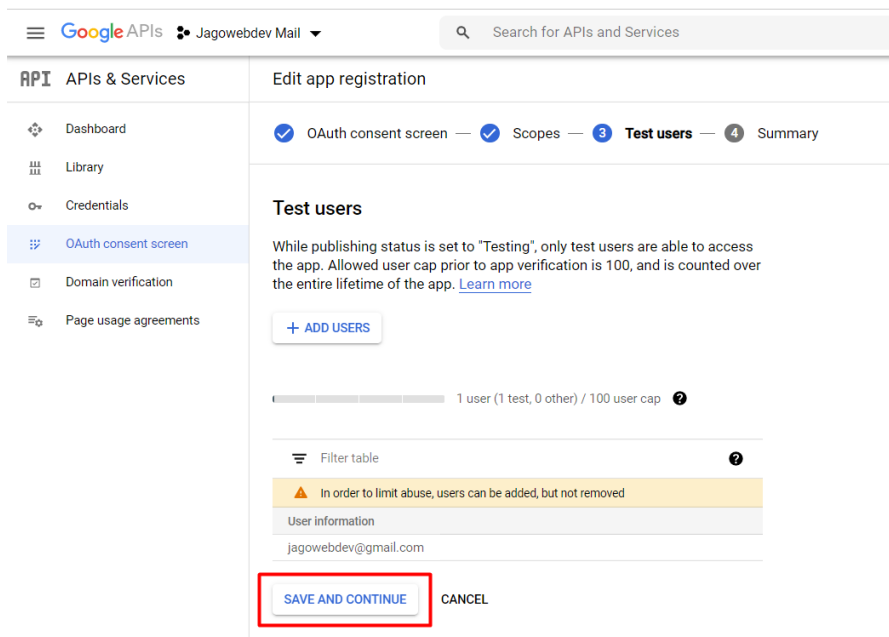 Google APIs Jagowebdev Mail Search for APIs and Services
API APIs & Services
Edit app registration
Dashboard
Library
Credentials
OAuth consent screen
Domain verification
Page usage agreements
OAuth consent screen — Scopes — 3 Test users — 4 Summary
Test users
While publishing status is set to "Testing", only test users are able to access
the app. Allowed user cap prior to app verification is 100, and is counted over
the entire lifetime of the app. Learn more
+ ADD USERS
1 user (1 test, 0 other) / 100 user cap ?
Filter table ?
In order to limit abuse, users can be added, but not removed
User information
jagowebdev@gmail.com
SAVE AND CONTINUE CANCEL